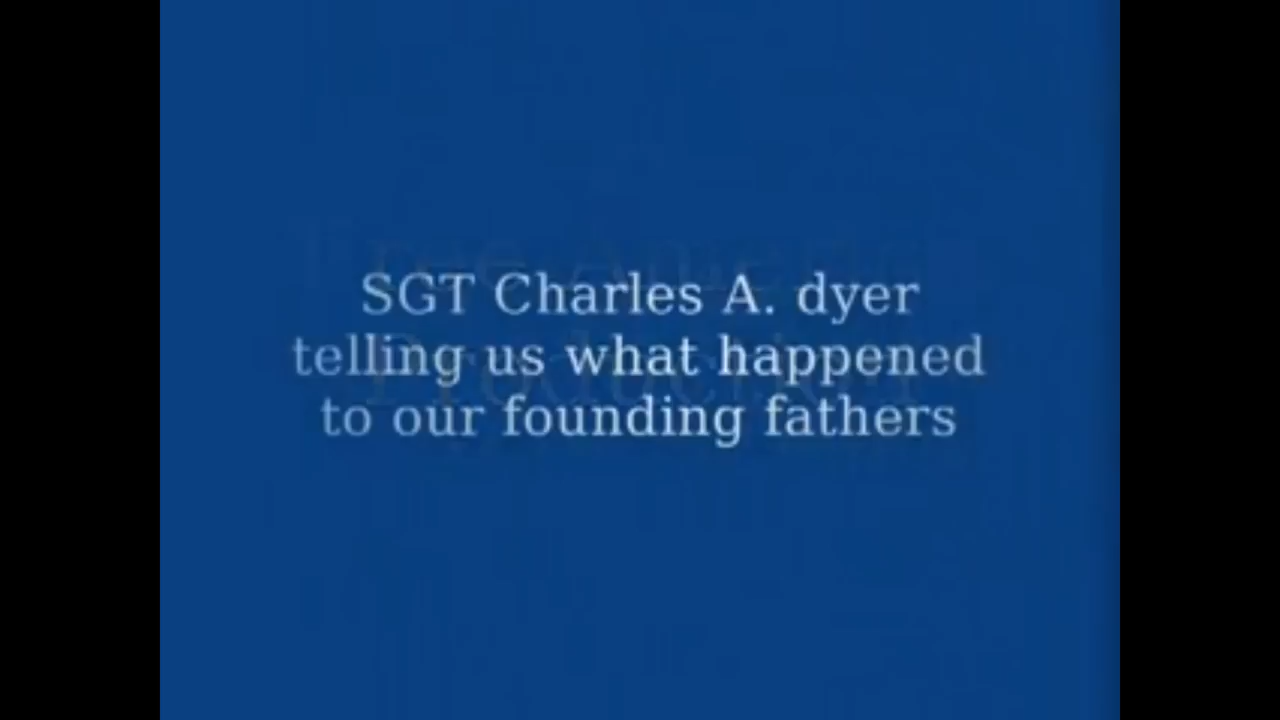 SGT Charles A. dyer
telling us what happened
to our founding fathers